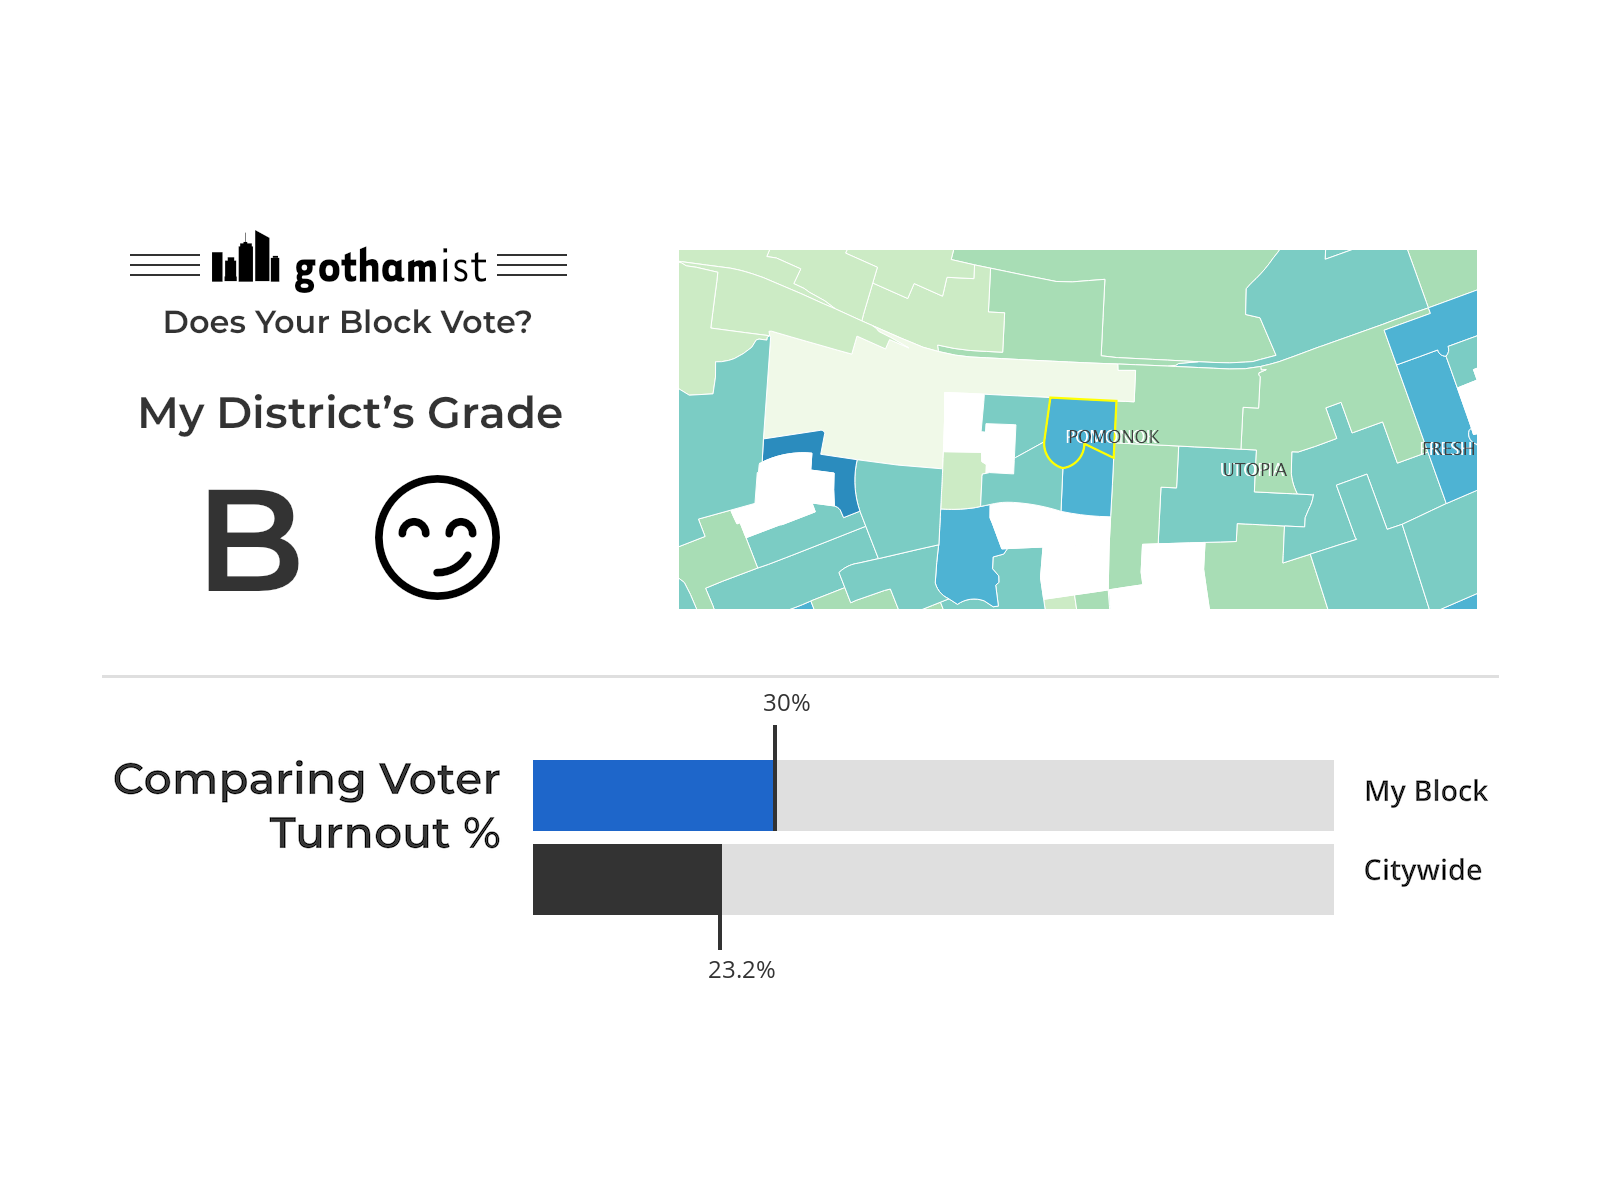 gothamist
Does Your Block Vote?
My District’s Grade
B
POMONOK
UTOPIA
FRESH
30%
Comparing Voter
Turnout %
My Block
Citywide
23.2%